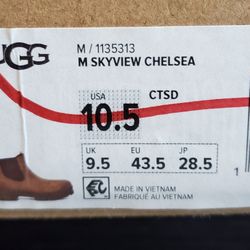 UGG
M / 1135313
M SKYVIEW CHELSEA
USA
CTSD
10.5
UK EU JP
9.5 43.5 28.5
MADE IN VIETNAM
FABRIQUÉ AU VIETNAM
1